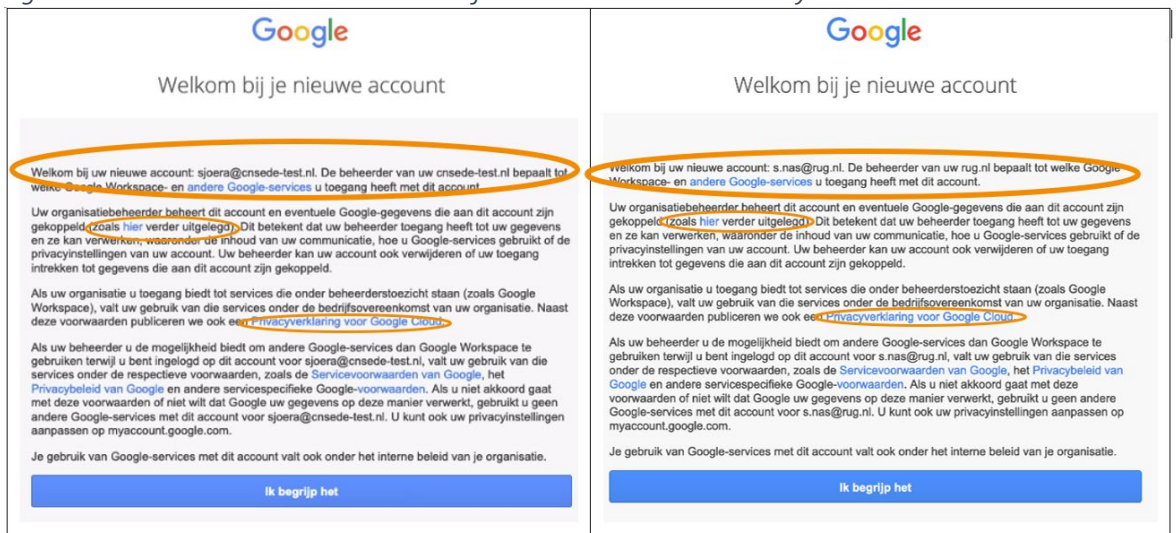 Google
Welkom bij je nieuwe account
Welkom bij uw nieuwe account: sjoera@cnsede-test.nl. De beheerder van uw cnsede-test.nl bepaalt tot
welke Google Workspace- en andere Google-services u toegang heeft met dit account.
Uw organisatiebeheerder beheert dit account en eventuele Google-gegevens die aan dit account zijn
gekoppeld (zoals hier verder uitgelegd). Dit betekent dat uw beheerder toegang heeft tot uw gegevens
en ze kan verwerken, waaronder de inhoud van uw communicatie, hoe u Google-services gebruikt of de
privacyinstellingen van uw account. Uw beheerder kan uw account ook verwijderen of uw toegang
intrekken tot gegevens die aan dit account zijn gekoppeld.
Als uw organisatie u toegang biedt tot services die onder beheerderstoezicht staan (zoals Google
Workspace), valt uw gebruik van die services onder de bedrijfsovereenkomst van uw organisatie. Naast
deze voorwaarden publiceren we ook een Privacyverklaring voor Google Cloud.
Als uw beheerder u de mogelijkheid biedt om andere Google-services dan Google Workspace te
gebruiken terwijl u bent ingelogd op dit account voor sjoera@cnsede-test.nl, valt uw gebruik van die
services onder de respectieve voorwaarden, zoals de Servicevoorwaarden van Google, het
Privacybeleid van Google en andere servicespecifieke Google-voorwaarden. Als u niet akkoord gaat
met deze voorwaarden of niet wilt dat Google uw gegevens op deze manier verwerkt, gebruikt u geen
andere Google-services met dit account voor sjoera@cnsede-test.nl. U kunt ook uw privacyinstellingen
aanpassen op myaccount.google.com.
Je gebruik van Google-services met dit account valt ook onder het interne beleid van je organisatie.
Ik begrijp het
Google
Welkom bij je nieuwe account
Welkom bij uw nieuwe account: s.nas@rug.nl. De beheerder van uw rug.nl bepaalt tot welke Google
Workspace- en andere Google-services u toegang heeft met dit account.
Uw organisatiebeheerder beheert dit account en eventuele Google-gegevens die aan dit account zijn
gekoppeld (zoals hier verder uitgelegd). Dit betekent dat uw beheerder toegang heeft tot uw gegevens
en ze kan verwerken, waaronder de inhoud van uw communicatie, hoe u Google-services gebruikt of de
privacyinstellingen van uw account. Uw beheerder kan uw account ook verwijderen of uw toegang
intrekken tot gegevens die aan dit account zijn gekoppeld.
Als uw organisatie u toegang biedt tot services die onder beheerderstoezicht staan (zoals Google
Workspace), valt uw gebruik van die services onder de bedrijfsovereenkomst van uw organisatie. Naast
deze voorwaarden publiceren we ook een Privacyverklaring voor Google Cloud.
Als uw beheerder u de mogelijkheid biedt om andere Google-services dan Google Workspace te
gebruiken terwijl u bent ingelogd op dit account voor s.nas@rug.nl, valt uw gebruik van die services
onder de respectieve voorwaarden, zoals de Servicevoorwaarden van Google, het Privacybeleid van
Google en andere servicespecifieke Google-voorwaarden. Als u niet akkoord gaat met deze
voorwaarden of niet wilt dat Google uw gegevens op deze manier verwerkt, gebruikt u geen andere
Google-services met dit account voor s.nas@rug.nl. U kunt ook uw privacyinstellingen aanpassen op
myaccount.google.com.
Je gebruik van Google-services met dit account valt ook onder het interne beleid van je organisatie.
Ik begrijp het